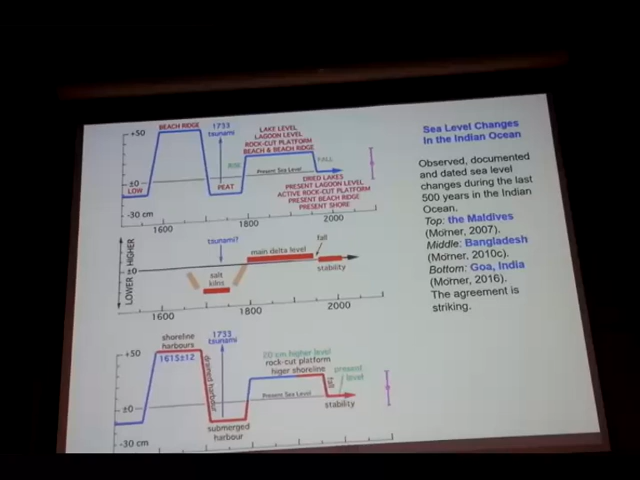 BEACH RIDGE
+50
1733
tsunami
LAKE LEVEL
LAGOON LEVEL
ROCK-CUT PLATFORM
BEACH & BEACH RIDGE
RISE
FALL
Present Sea Level
±0
LOW
PEAT
-30 cm
DRIED LAKES
PRESENT LAGOON LEVEL
ACTIVE ROCK-CUT PLATFORM
PRESENT BEACH RIDGE
PRESENT SHORE
1600
1800
2000
LOWER HIGHER
±0
tsunami?
main delta level
fall
salt
kilns
stability
1600
1800
2000
shoreline
harbours
1733
tsunami
+50
1615±12
drowned harbour
20 cm higher level
rock-cut platform
higer shoreline
fall
present
level
Present Sea Level
±0
stability
submerged
harbour
-30 cm
Sea Level Changes
In the Indian Ocean
Observed, documented
and dated sea level
changes during the last
500 years in the Indian
Ocean.
Top: the Maldives
(Mörner, 2007).
Middle: Bangladesh
(Mörner, 2010c).
Bottom: Goa, India
(Mörner, 2016).
The agreement is
striking.